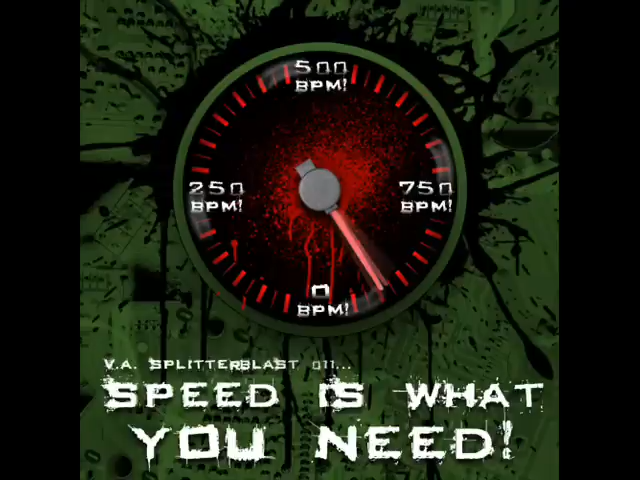 500
BPM!
250
BPM!
750
BPM!
0
BPM!
V.A. SPLITTERBLAST 011...
SPEED IS WHAT
YOU NEED!